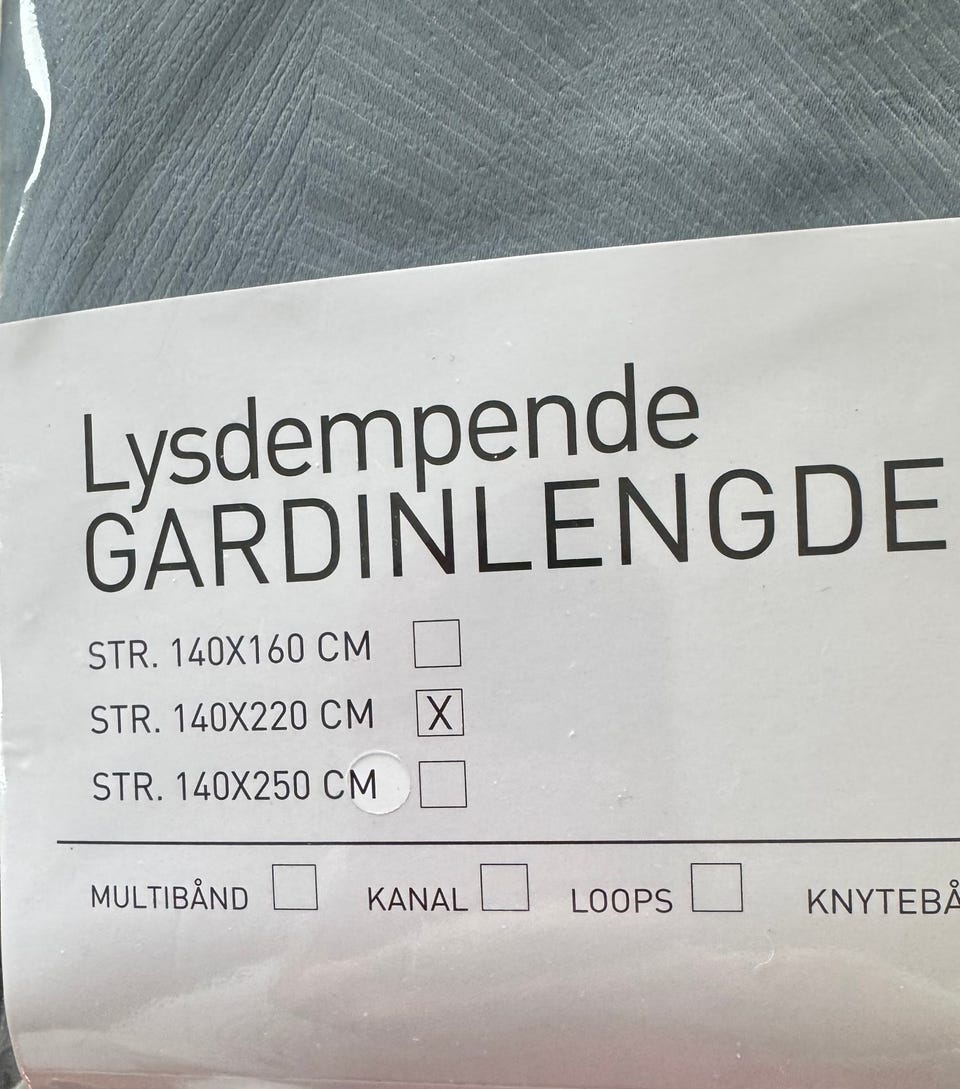 Lysdempende
GARDINLENGDE
STR. 140X160 CM
STR. 140X220 CM X
STR. 140X250 CM
MULTIBÅND KANAL LOOPS